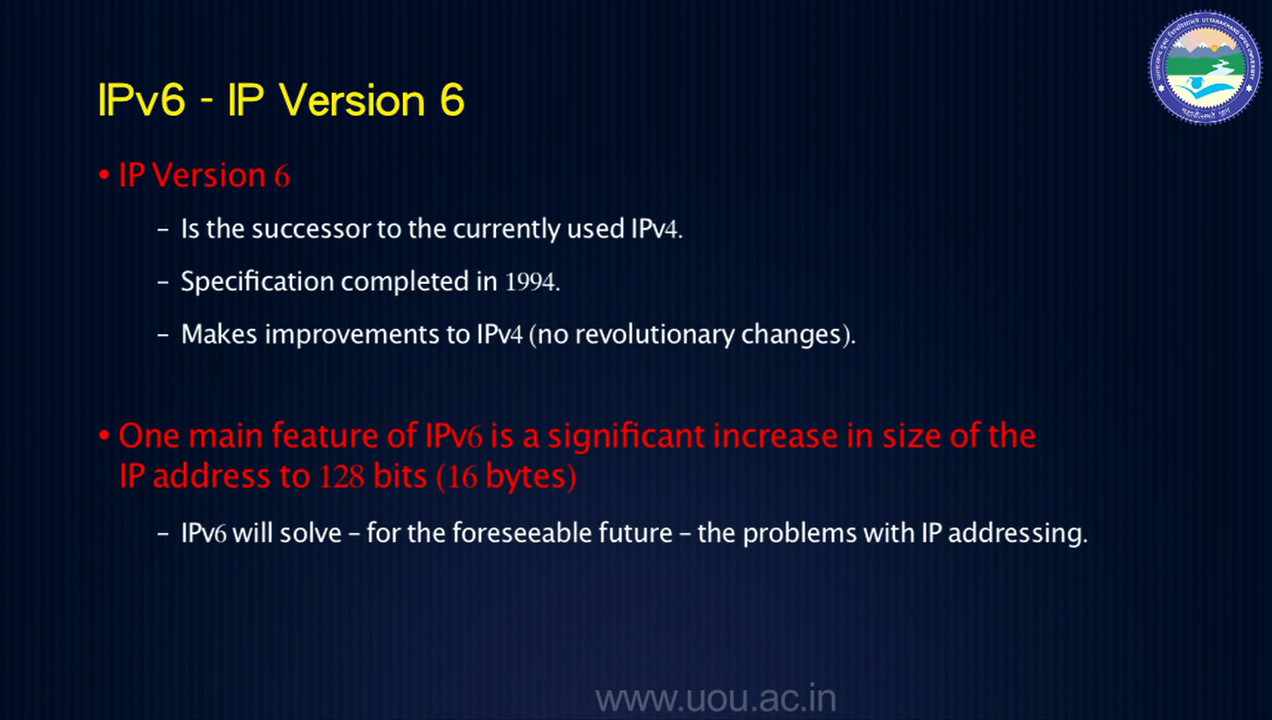 IPv6 - IP Version 6
• IP Version 6
– Is the successor to the currently used IPv4.
– Specification completed in 1994.
– Makes improvements to IPv4 (no revolutionary changes).
• One main feature of IPv6 is a significant increase in size of the
IP address to 128 bits (16 bytes)
– IPv6 will solve – for the foreseeable future – the problems with IP addressing.
www.uou.ac.in
UTTARAKHAND OPEN UNIVERSITY